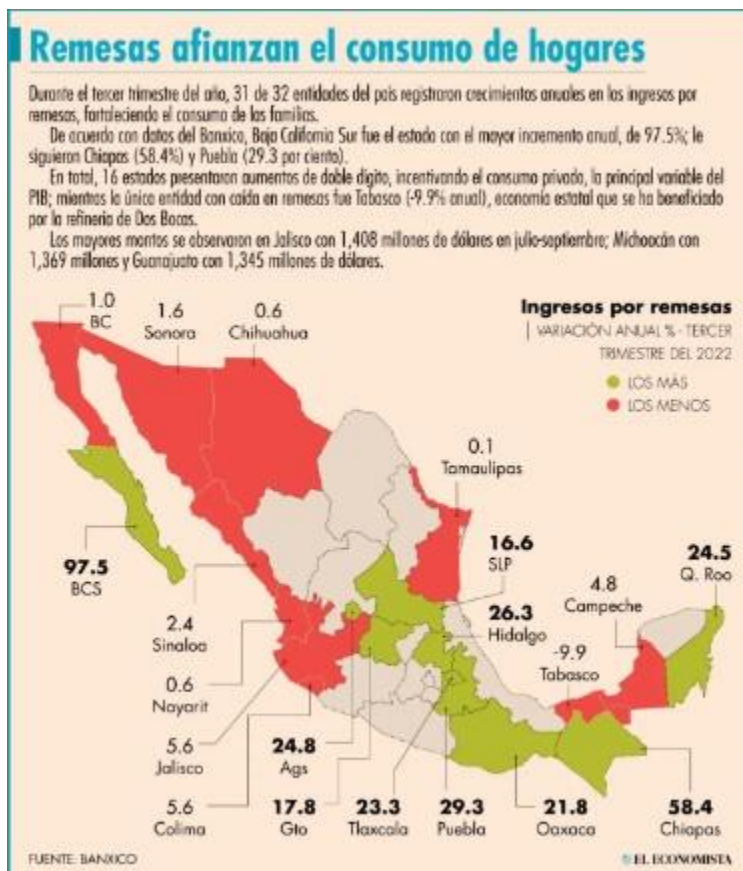 Remesas afianzan el consumo de hogares
Durante el tercer trimestre del año, 31 de 32 entidades del país registraron crecimientos anuales en los ingresos por
remesas, fortaleciendo el consumo de las familias.
De acuerdo con datos del Banxico, Baja California Sur fue el estado con el mayor incremento anual, de 97.5%; le
siguieron Chiapas (58.4%) y Puebla (29.3 por ciento).
En total, 16 estados presentaron aumentos de doble dígito, incentivando el consumo privado, la principal variable del
PIB; mientras la única entidad con caída en remesas fue Tabasco (-9.9% anual), economía estatal que se ha beneficiado
por la refinería de Dos Bocas.
Los mayores montos se observaron en Jalisco con 1,408 millones de dólares en julio-septiembre; Michoacán con
1,369 millones y Guanajuato con 1,345 millones de dólares.
Ingresos por remesas
VARIACIÓN ANUAL % - TERCER
TRIMESTRE DEL 2022
LOS MÁS
LOS MENOS
1.0
BC
1.6
Sonora
0.6
Chihuahua
0.1
Tamaulipas
97.5
BCS
16.6
SLP
24.5
Q. Roo
4.8
Campeche
26.3
Hidalgo
2.4
Sinaloa
-9.9
Tabasco
0.6
Nayarit
5.6
Jalisco
24.8
Ags
5.6
Colima
17.8
Gto
23.3
Tlaxcala
29.3
Puebla
21.8
Oaxaca
58.4
Chiapas
FUENTE: BANXICO
EL ECONOMISTA